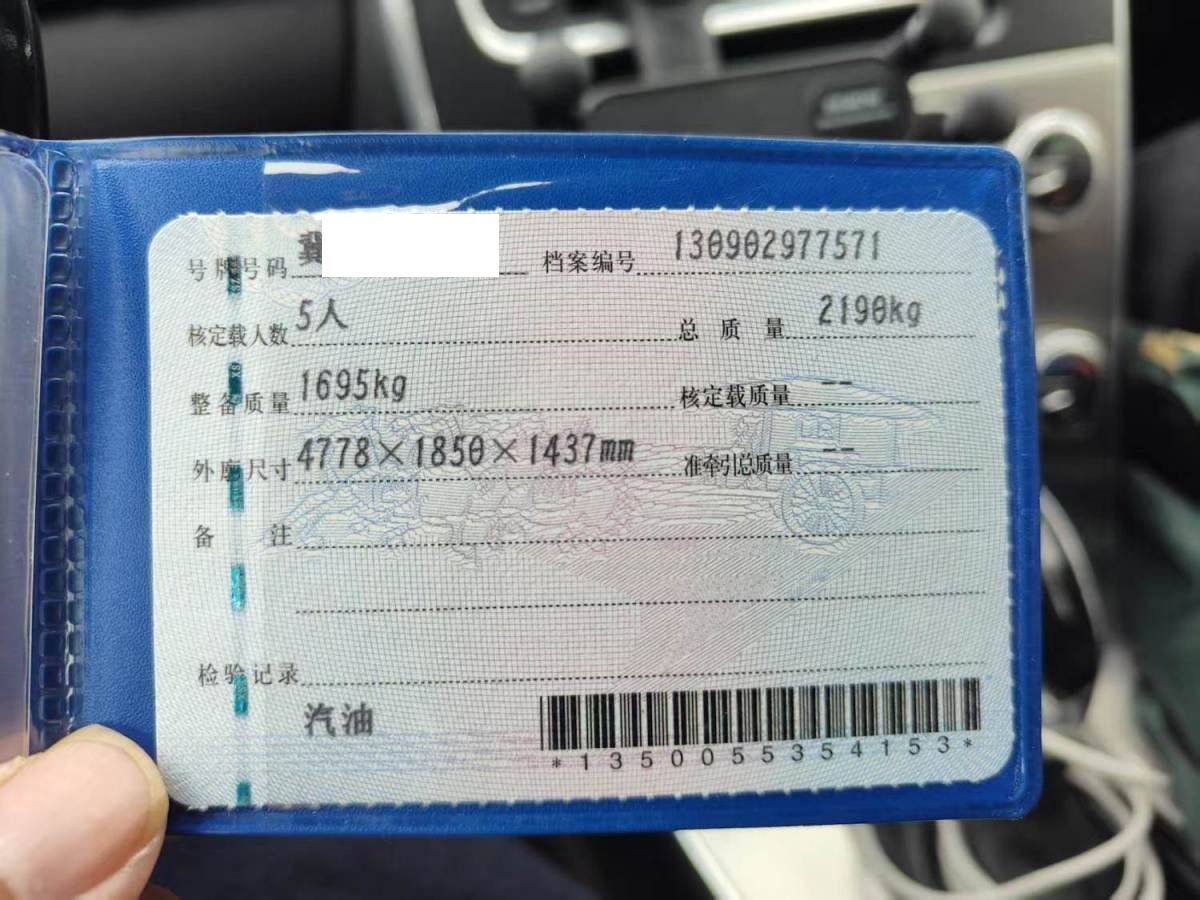 号牌号码 冀 档案编号 130902977571
核定载人数 5人 总质量 2190kg
整备质量 1695kg 核定载质量 --
外廓尺寸 4778×1850×1437mm 准牵引总质量 --
备注
检验记录
汽油
*1350055354153*